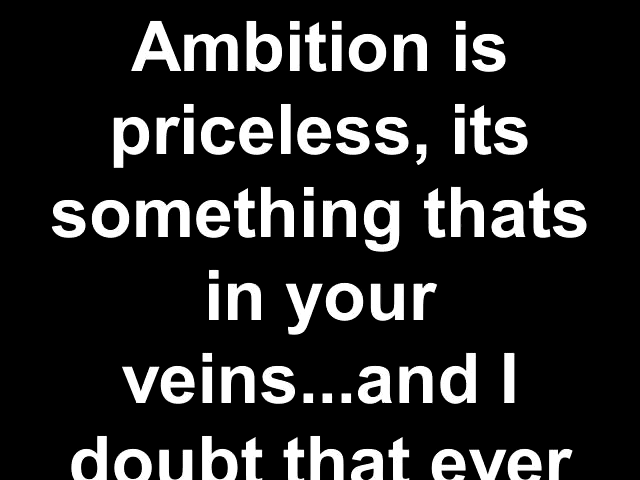 Ambition is
priceless, its
something thats
in your
veins...and I
doubt that ever